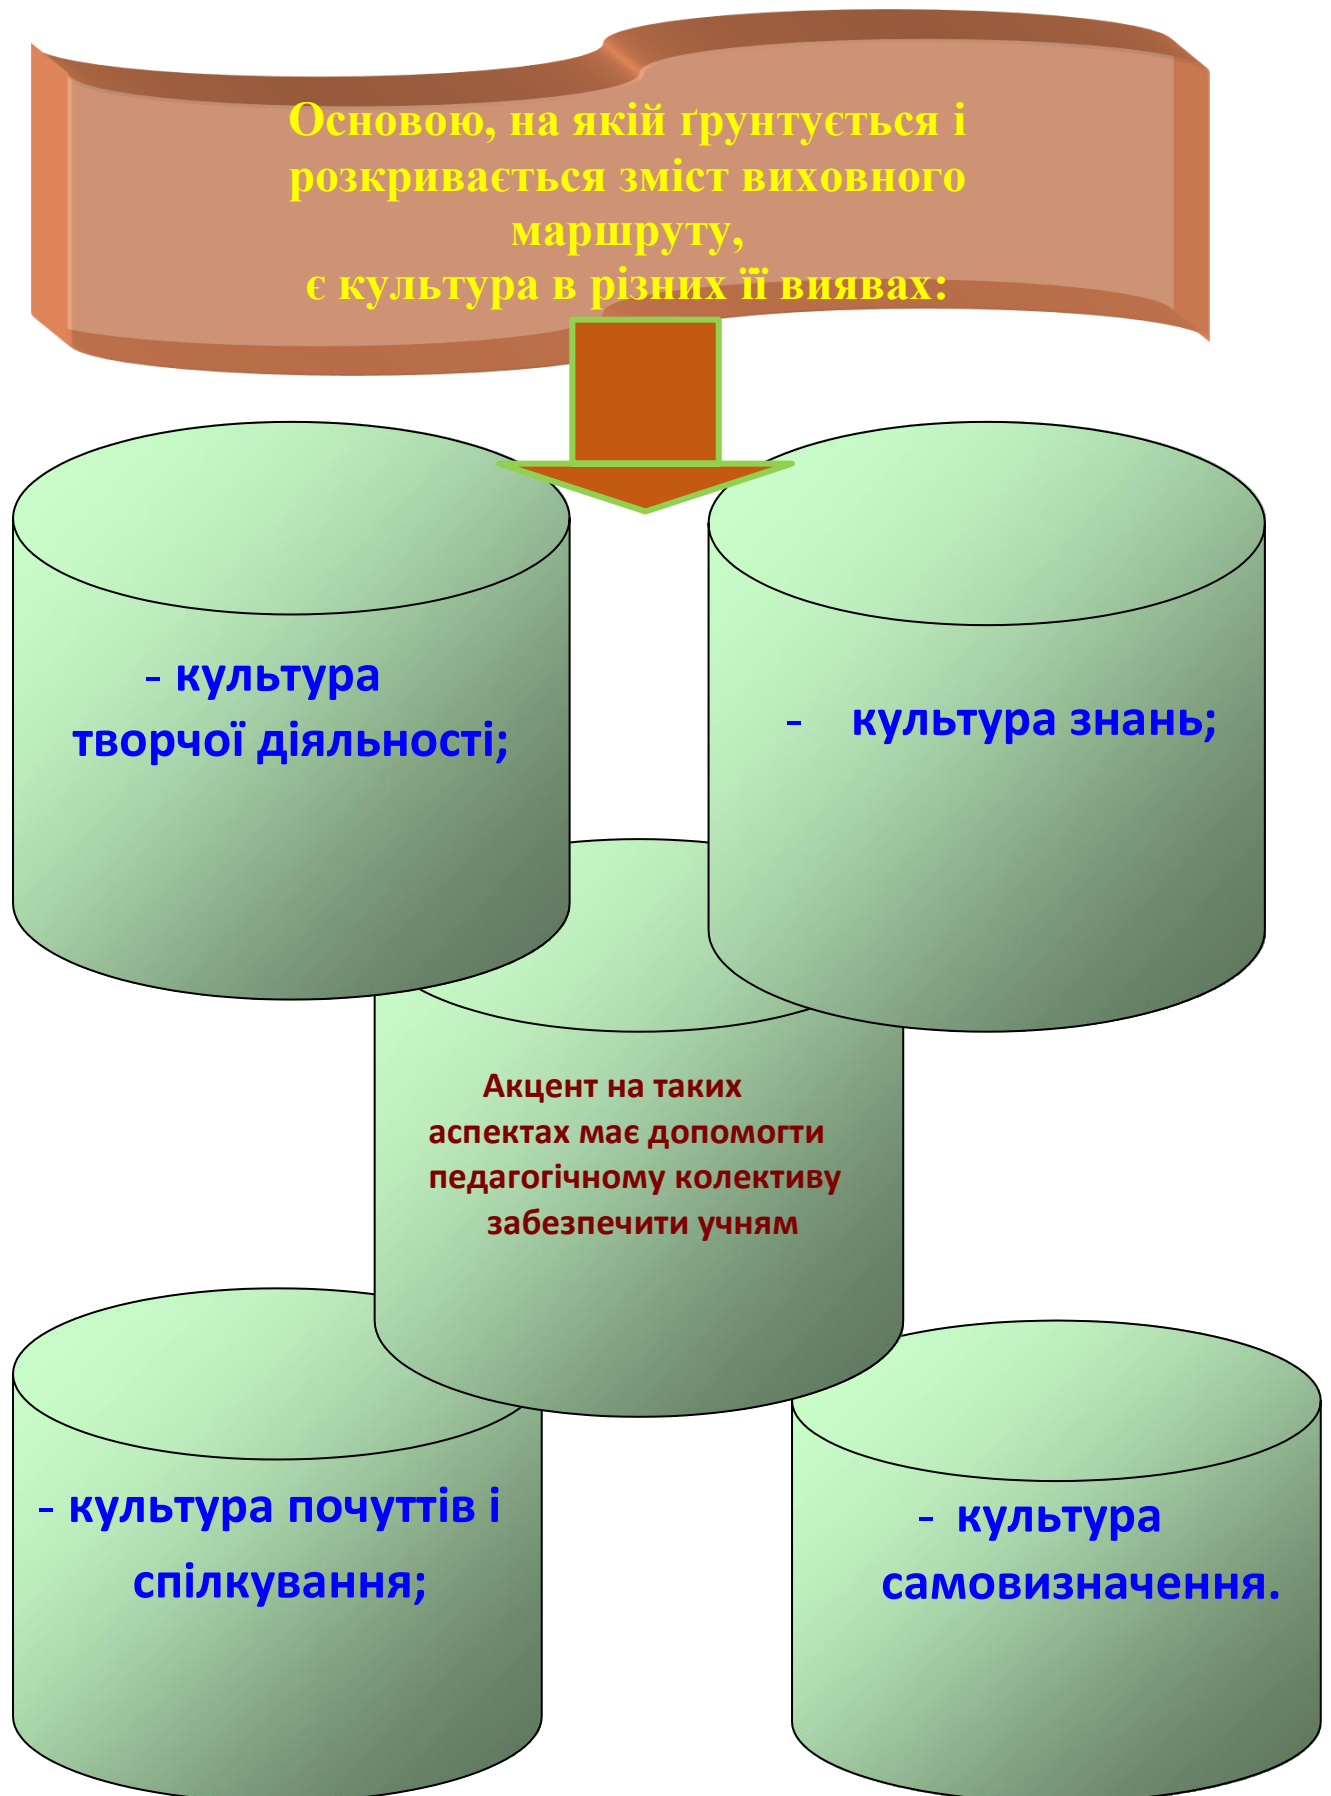 Основою, на якій ґрунтується і
розкривається зміст виховного
маршруту,
є культура в різних її виявах:
- культура
творчої діяльності;
- культура знань;
Акцент на таких
аспектах має допомогти
педагогічному колективу
забезпечити учням
- культура почуттів і
спілкування;
- культура
самовизначення.